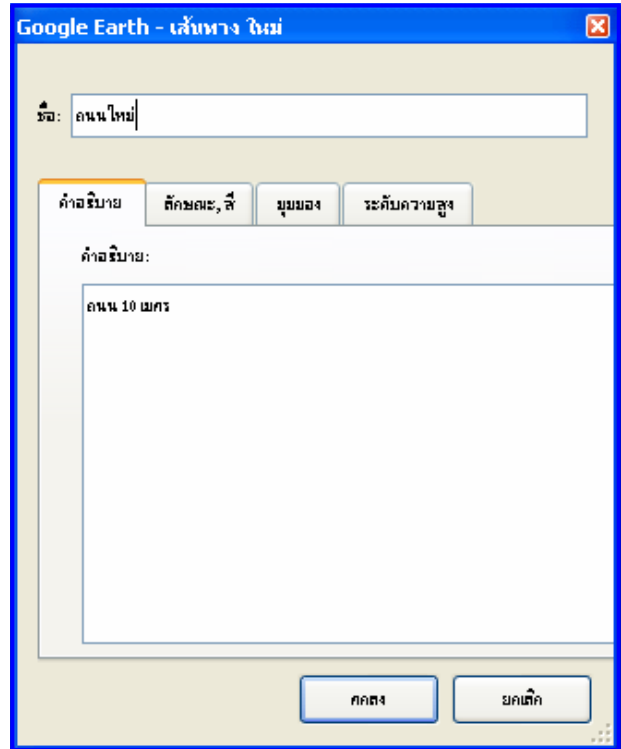 Google Earth - เส้นทาง ใหม่
ชื่อ: ถนนใหม่
คำอธิบาย ลักษณะ, สี มุมมอง ระดับความสูง
คำอธิบาย:
ถนน 10 เมตร
ตกลง ยกเลิก